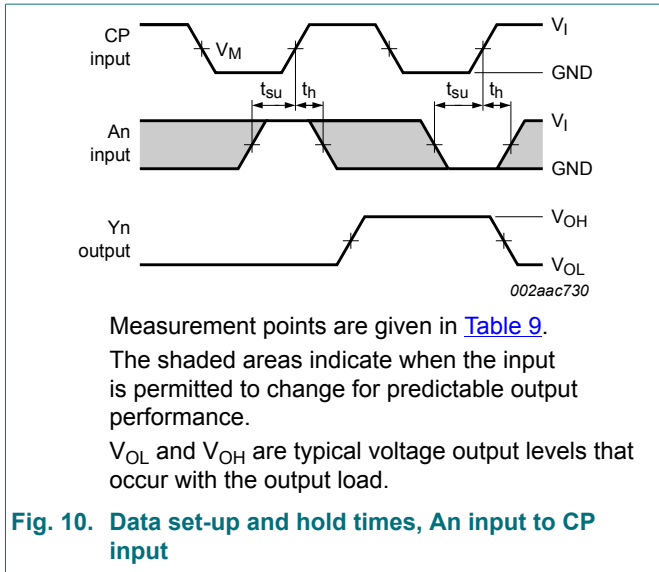 CP
input
V_M
V_I
GND
t_su
t_h
t_su
t_h
An
input
V_I
GND
Yn
output
V_OH
V_OL
002aac730
Measurement points are given in Table 9.
The shaded areas indicate when the input
is permitted to change for predictable output
performance.
V_OL and V_OH are typical voltage output levels that
occur with the output load.
Fig. 10. Data set-up and hold times, An input to CP
input